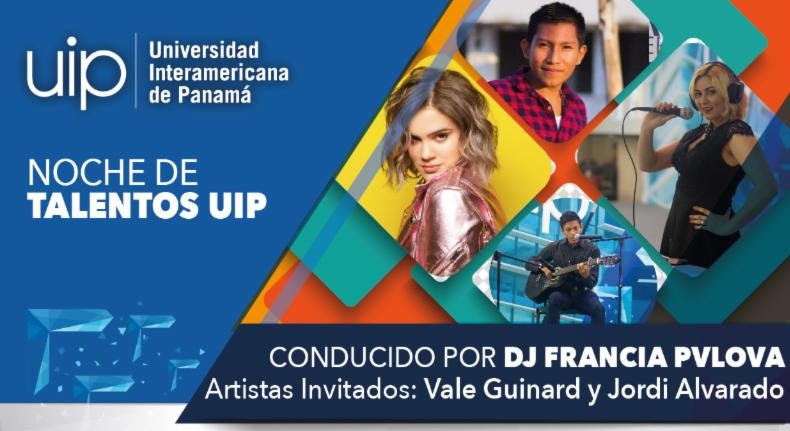 uip
Universidad
Interamericana
de Panamá
NOCHE DE
TALENTOS UIP
CONDUCIDO POR DJ FRANCIA PVLOVA
Artistas Invitados: Vale Guinard y Jordi Alvarado